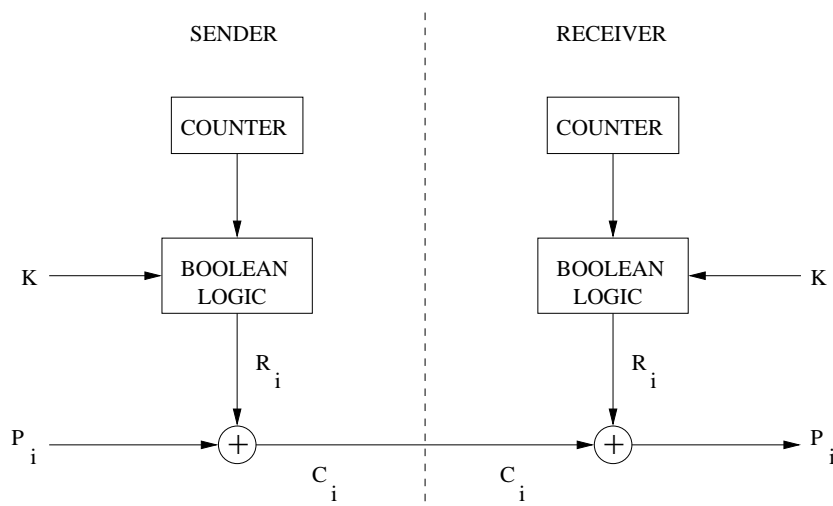 SENDER
RECEIVER
COUNTER
COUNTER
K
BOOLEAN
LOGIC
BOOLEAN
LOGIC
K
R i
R i
P i
+
+
P i
C i
C i